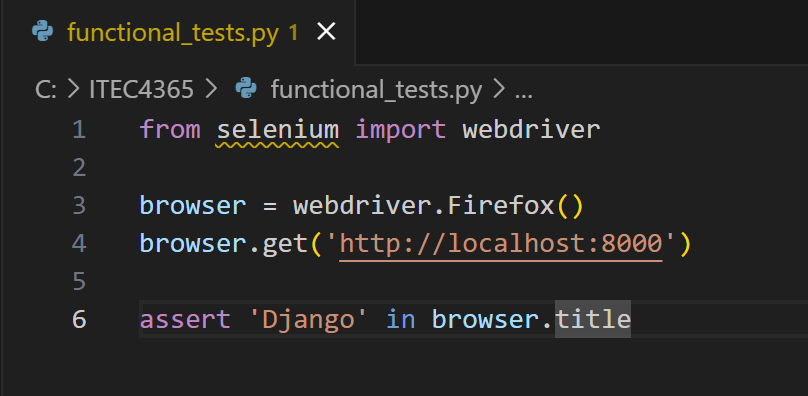 functional_tests.py 1 ×
C: > ITEC4365 > functional_tests.py > ...
1 from selenium import webdriver
2
3 browser = webdriver.Firefox()
4 browser.get('http://localhost:8000')
5
6 assert 'Django' in browser.title